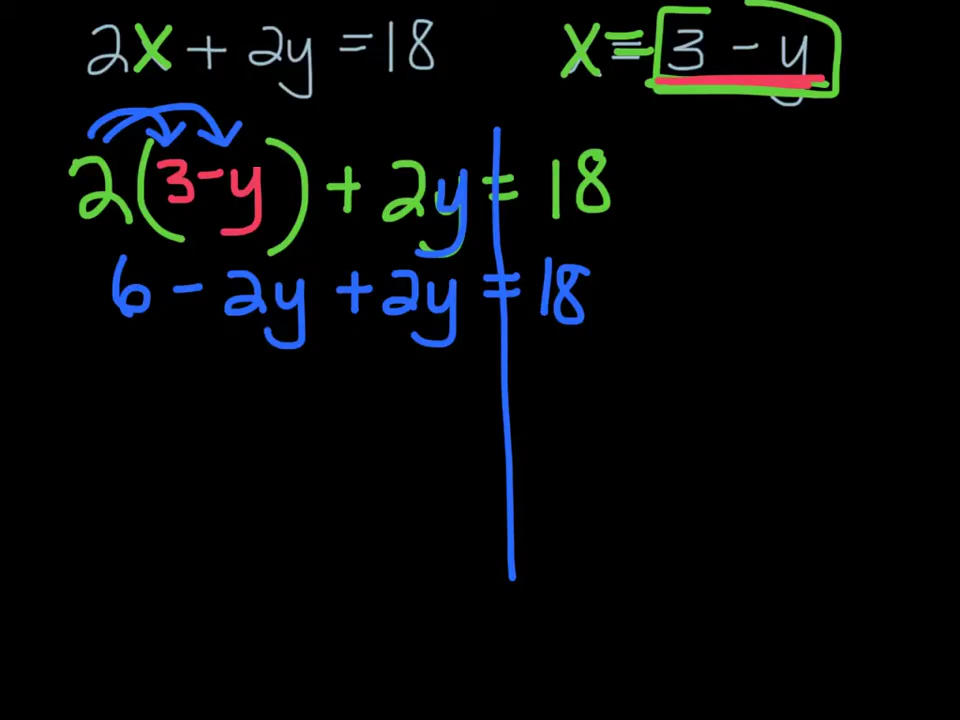 2x + 2y = 18 x = 3 - y
2(3-y) + 2y = 18
6 - 2y + 2y = 18